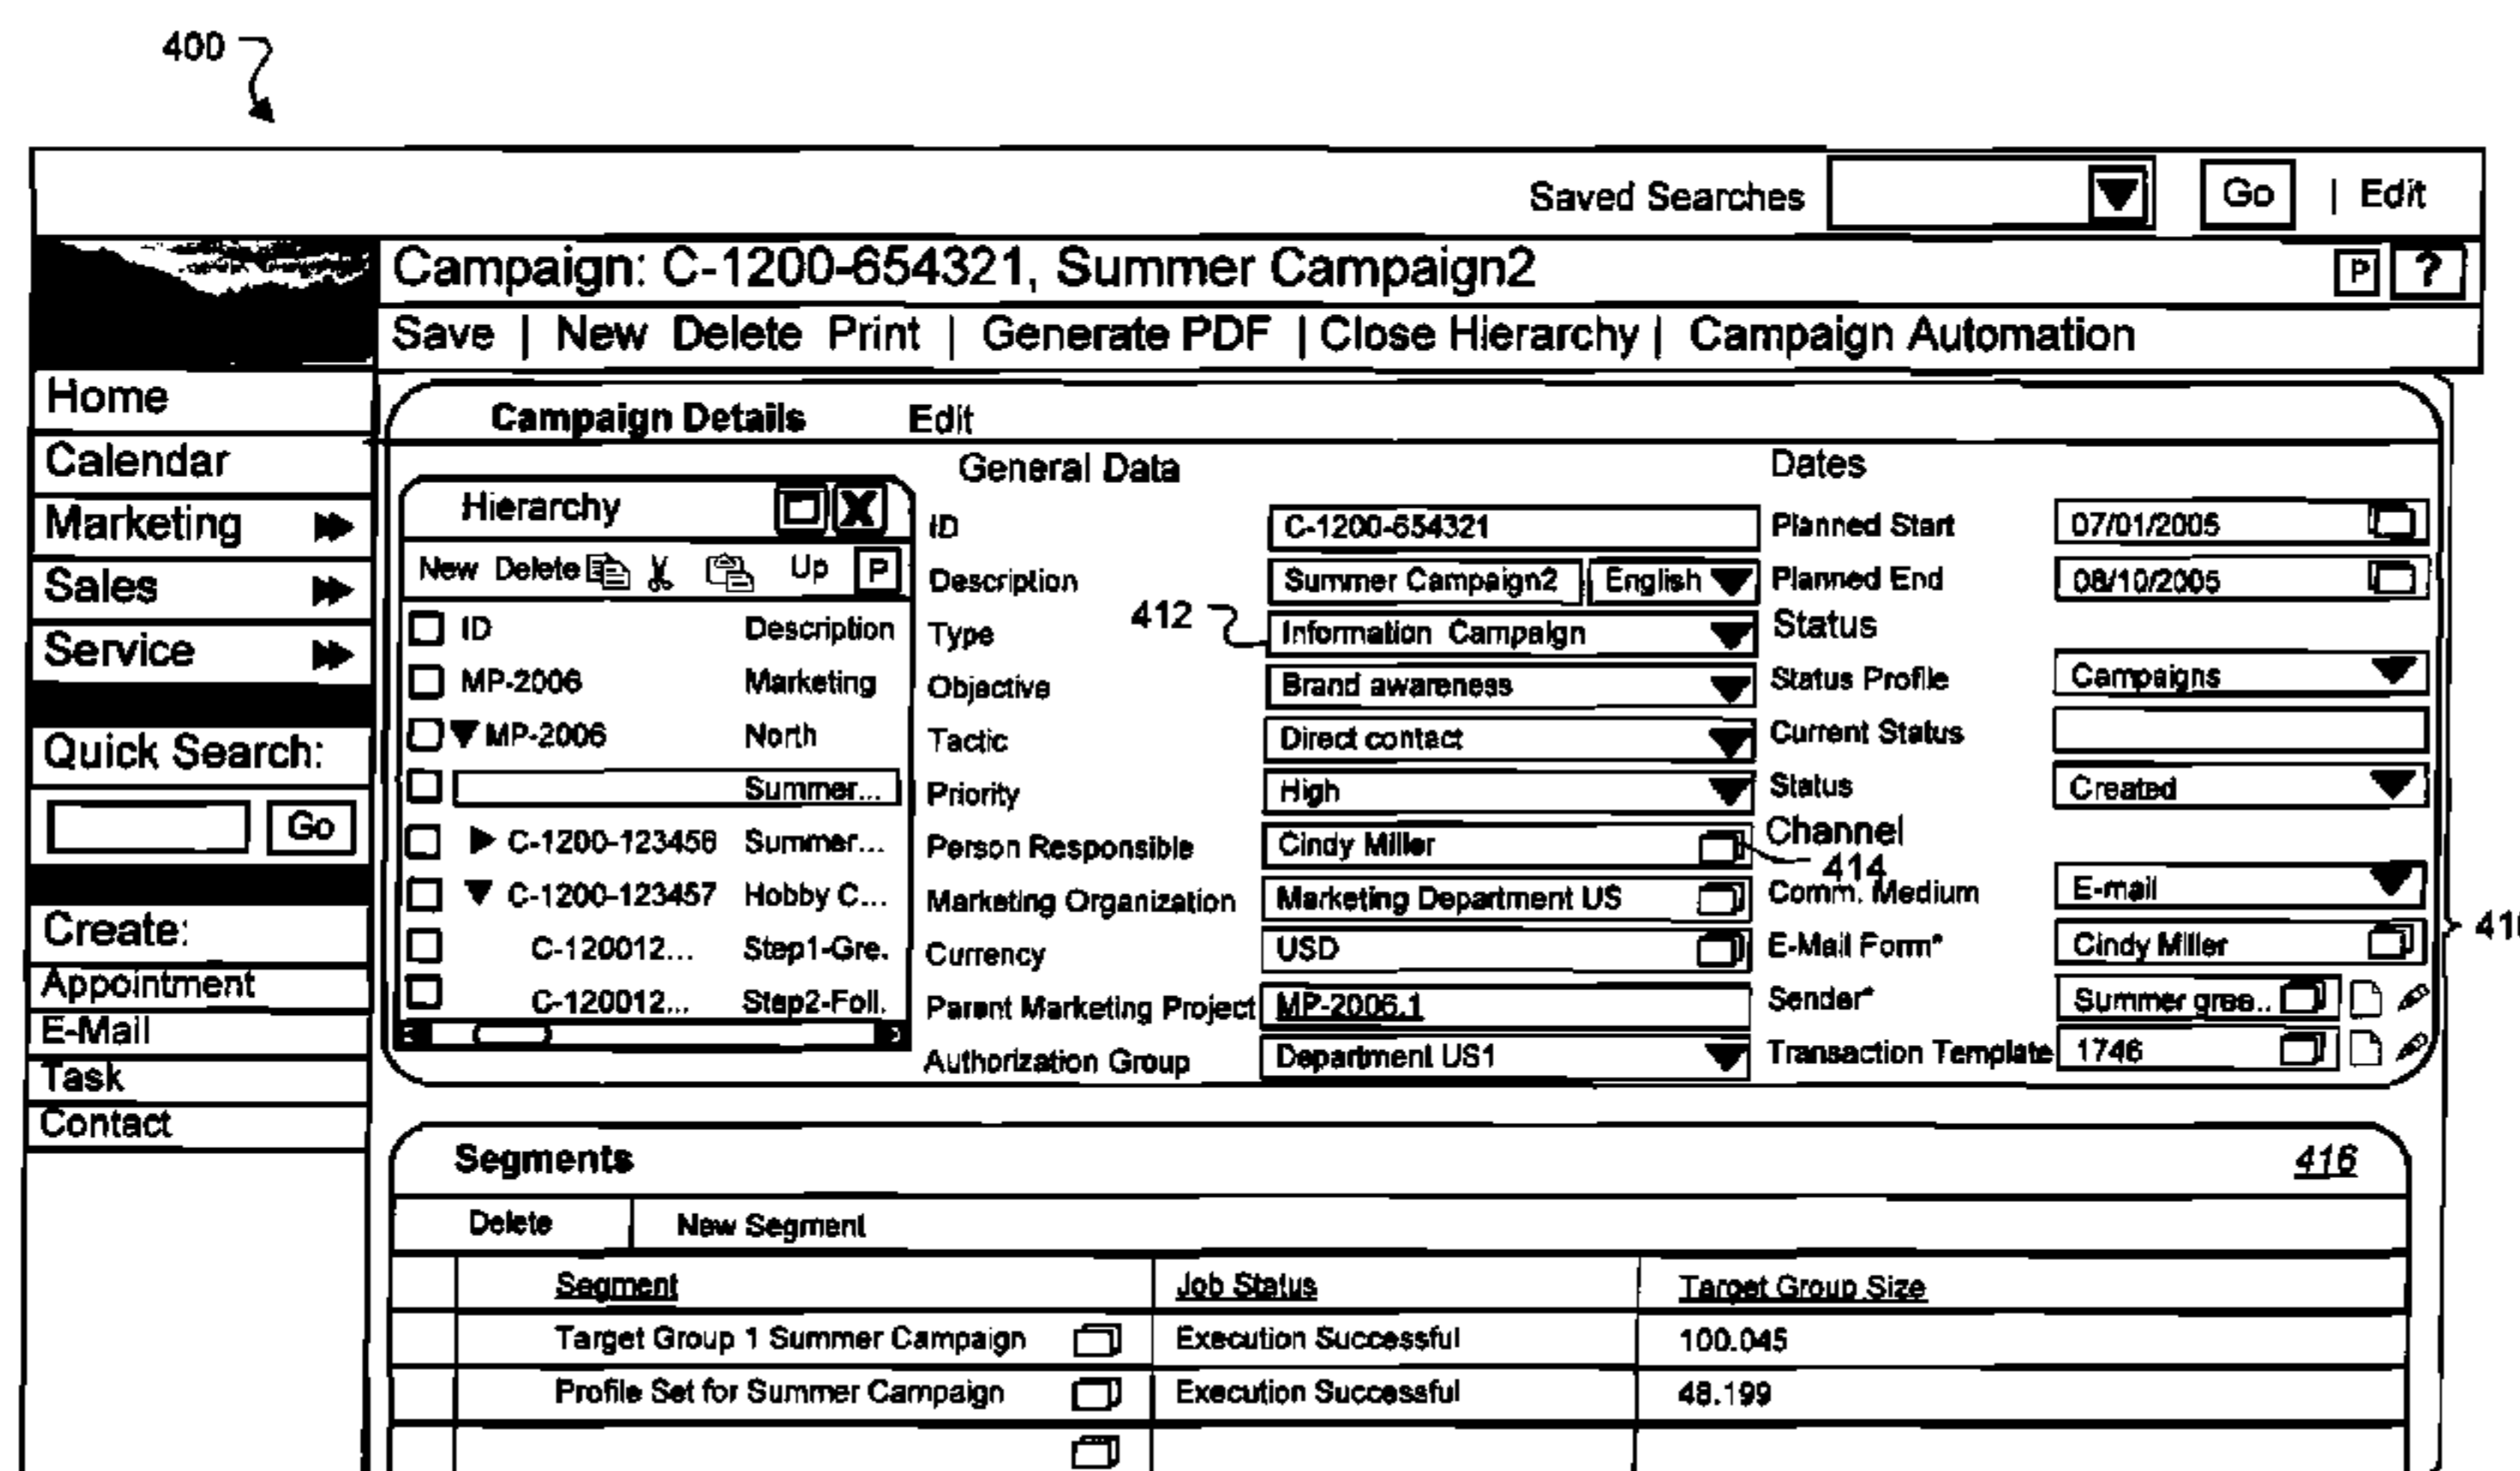 400
Saved Searches Go | Edit
Campaign: C-1200-654321, Summer Campaign2 P ?
Save | New Delete Print | Generate PDF | Close Hierarchy | Campaign Automation
Home
Calendar
Marketing
Sales
Service
Quick Search:
Go
Create:
Appointment
E-Mail
Task
Contact
Campaign Details Edit
Hierarchy X
New Delete Up P
ID Description
MP-2006 Marketing
MP-2006 North
Summer...
C-1200-123456 Summer...
C-1200-123457 Hobby C...
C-120012... Step1-Gre.
C-120012... Step2-Foll.
General Data
ID C-1200-654321
Description Summer Campaign2 English
Type 412 Information Campaign
Objective Brand awareness
Tactic Direct contact
Priority High
Person Responsible Cindy Miller
414
Marketing Organization Marketing Department US
Currency USD
Parent Marketing Project MP-2006.1
Authorization Group Department US1
Dates
Planned Start 07/01/2005
Planned End 08/10/2005
Status
Status Profile Campaigns
Current Status
Status Created
Channel
Comm. Medium E-mail
E-Mail Form* Cindy Miller
Sender* Summer gree..
Transaction Template 1746
Segments 416
Delete New Segment
Segment Job Status Target Group Size
Target Group 1 Summer Campaign Execution Successful 100.045
Profile Set for Summer Campaign Execution Successful 48.199